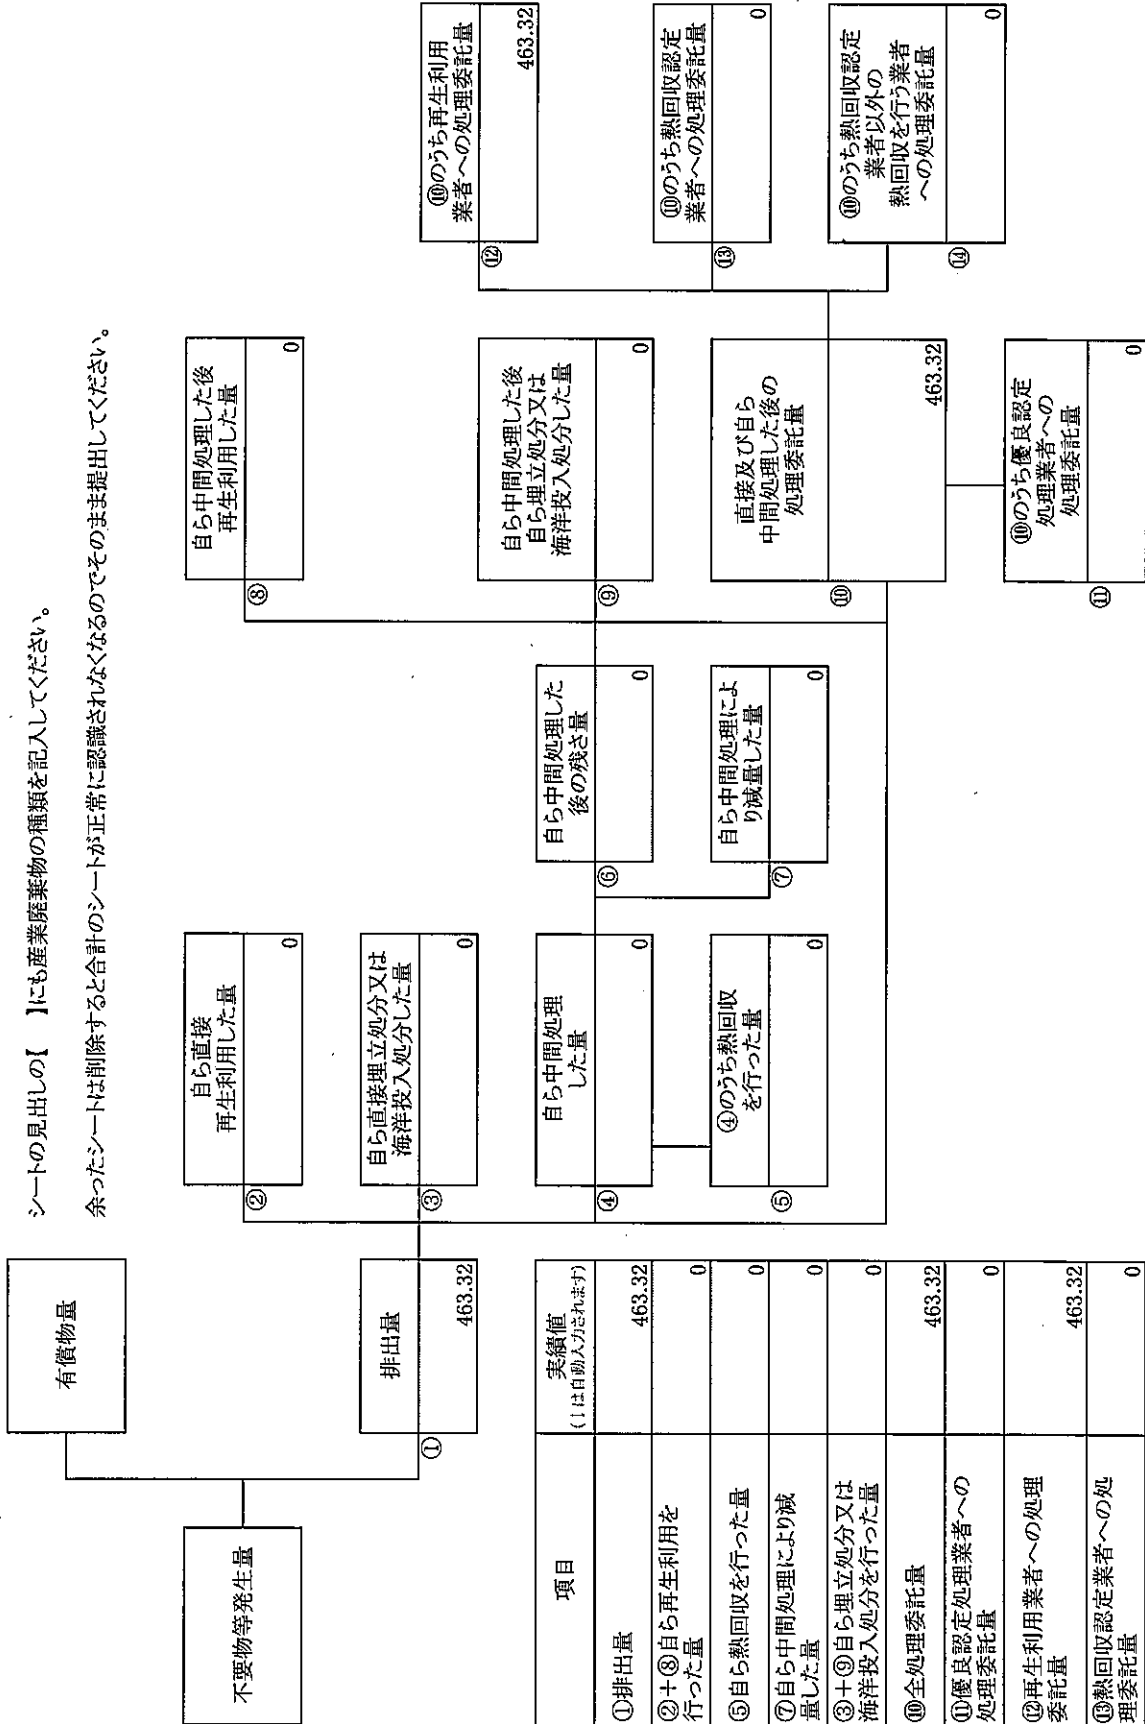 シートの見出しの【　】にも産業廃棄物の種類を記入してください。
余ったシートは削除すると合計のシートが正常に認識されなくなるのでそのまま提出してください。
有償物量
不要物等発生量
①
排出量
463.32
②
自ら直接
再生利用した量
0
③
自ら直接埋立処分又は
海洋投入処分した量
0
④
自ら中間処理
した量
0
⑤
④のうち熱回収
を行った量
0
⑥
自ら中間処理した
後の残さ量
0
⑦
自ら中間処理によ
り減量した量
0
⑧
自ら中間処理した後
再生利用した量
0
⑨
自ら中間処理した後
自ら埋立処分又は
海洋投入処分した量
0
⑩
直接及び自ら
中間処理した後の
処理委託量
463.32
⑪
⑩のうち優良認定
処理業者への
処理委託量
0
⑫
⑩のうち再生利用
業者への処理委託量
463.32
⑬
⑩のうち熱回収認定
業者への処理委託量
0
⑭
⑩のうち熱回収認定
業者以外の
熱回収を行う業者
への処理委託量
0
項目
実績値
(1は自動入力されます)
①排出量
463.32
②+⑧自ら再生利用を
行った量
0
⑤自ら熱回収を行った量
0
⑦自ら中間処理により減
量した量
0
③+⑨自ら埋立処分又は
海洋投入処分を行った量
0
⑩全処理委託量
463.32
⑪優良認定処理業者への
処理委託量
0
⑫再生利用業者への処理
委託量
463.32
⑬熱回収認定業者への処
理委託量
0